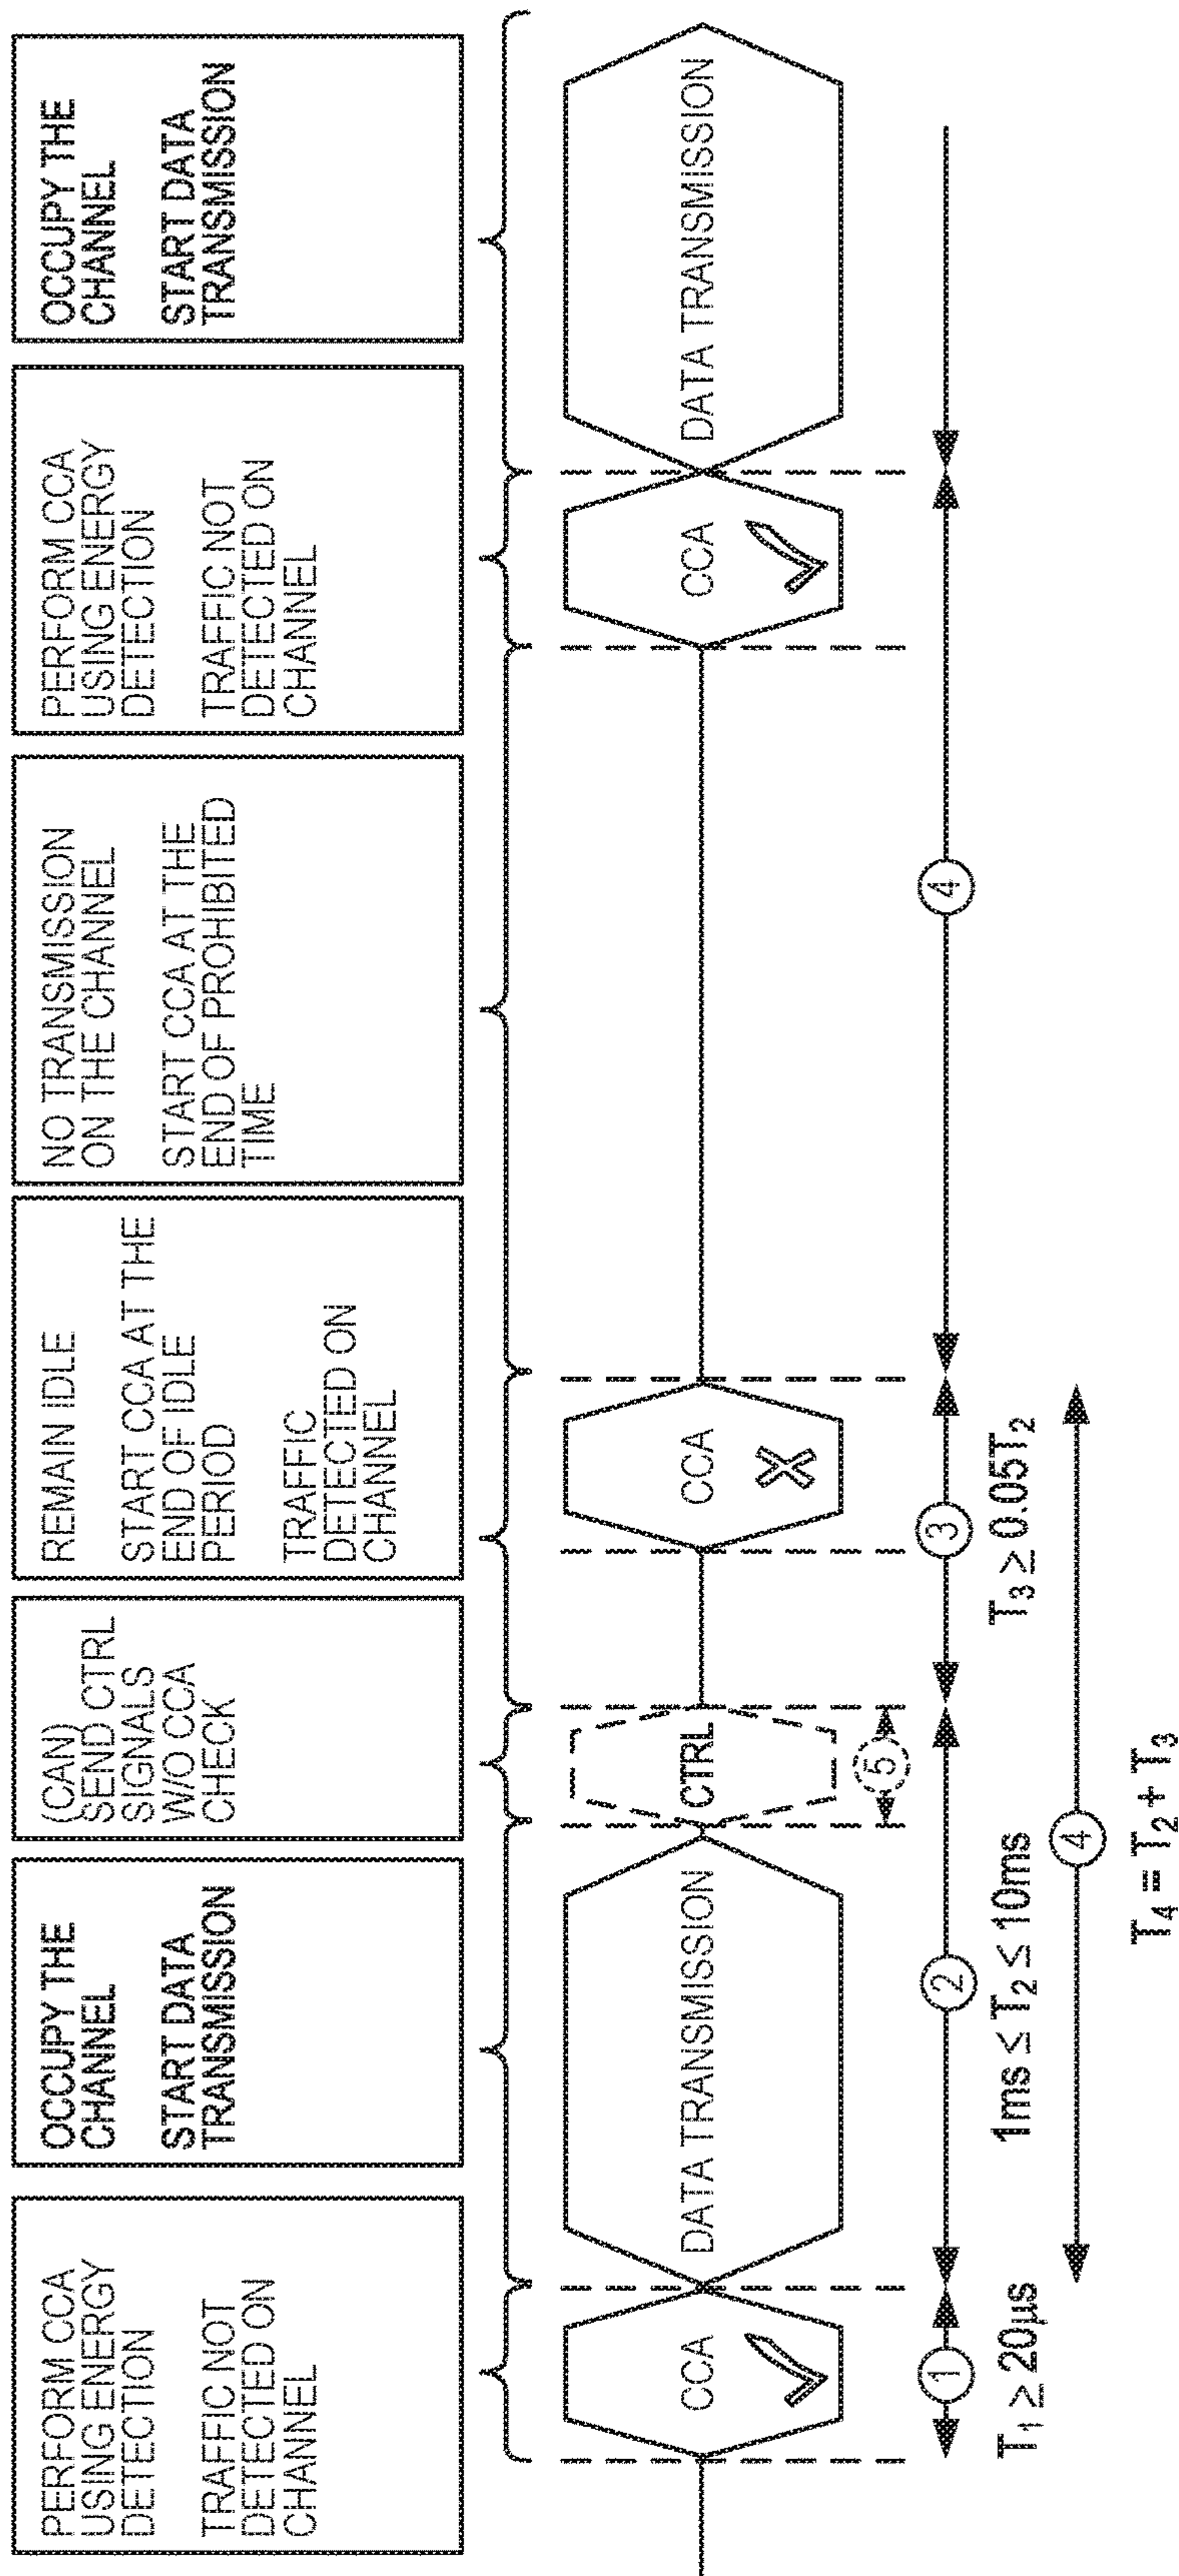 PERFORM CCA
USING ENERGY
DETECTION
TRAFFIC NOT
DETECTED ON
CHANNEL
OCCUPY THE
CHANNEL
START DATA
TRANSMISSION
(CAN)
SEND CTRL
SIGNALS
W/O CCA
CHECK
REMAIN IDLE
START CCA AT THE
END OF IDLE
PERIOD
TRAFFIC
DETECTED ON
CHANNEL
NO TRANSMISSION
ON THE CHANNEL
START CCA AT THE
END OF PROHIBITED
TIME
PERFORM CCA
USING ENERGY
DETECTION
TRAFFIC NOT
DETECTED ON
CHANNEL
OCCUPY THE
CHANNEL
START DATA
TRANSMISSION
CCA
DATA TRANSMISSION
CTRL
CCA
CCA
DATA TRANSMISSION
5
1
2
3
4
T₁ ≥ 20µs
1ms ≤ T₂ ≤ 10ms
T₃ ≥ 0.05T₂
4
T₄ = T₂ + T₃